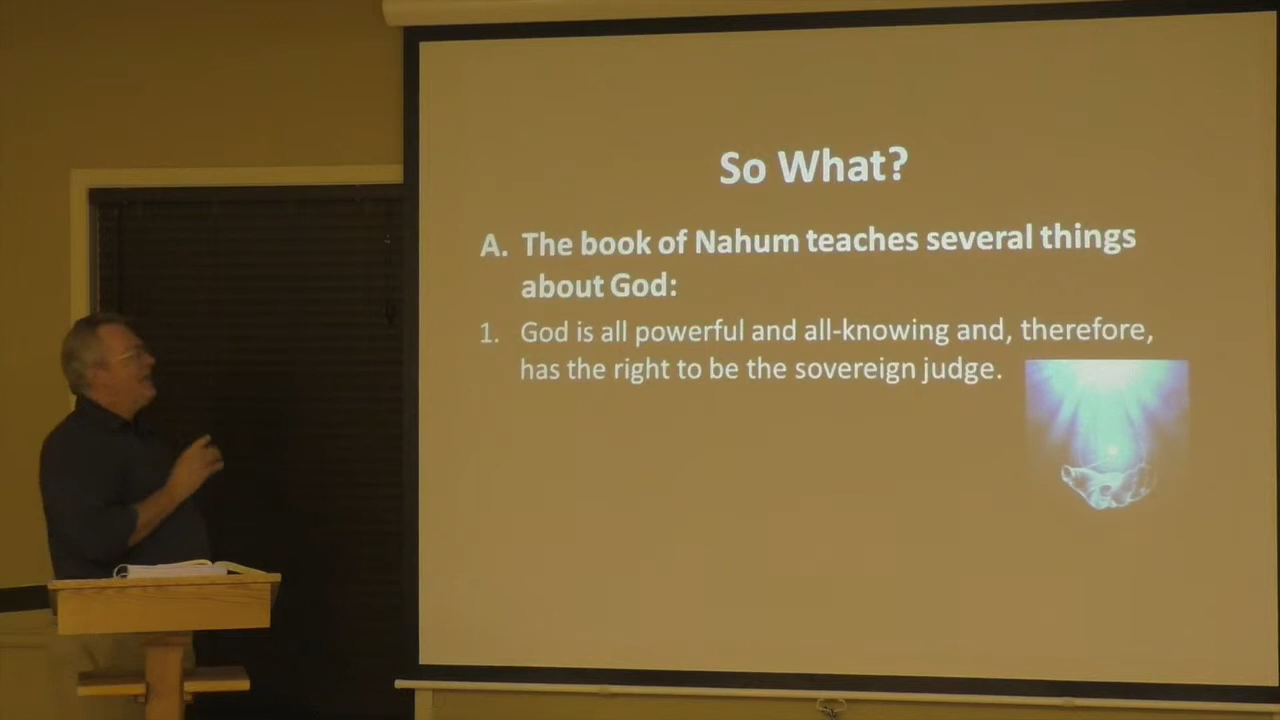 So What?
A. The book of Nahum teaches several things
about God:
1. God is all powerful and all-knowing and, therefore,
has the right to be the sovereign judge.